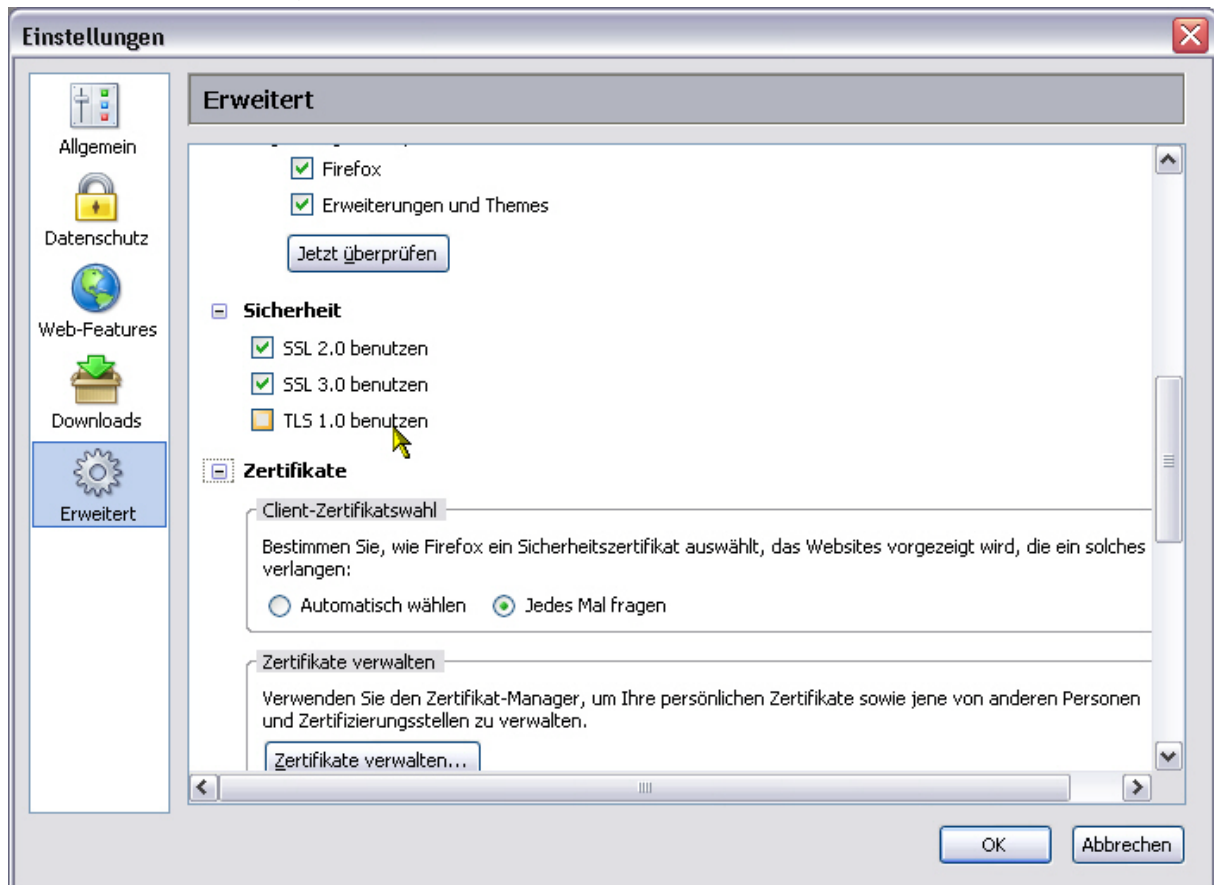 Einstellungen
Allgemein
Datenschutz
Web-Features
Downloads
Erweitert
Erweitert
Firefox
Erweiterungen und Themes
Jetzt überprüfen
Sicherheit
SSL 2.0 benutzen
SSL 3.0 benutzen
TLS 1.0 benutzen
Zertifikate
Client-Zertifikatswahl
Bestimmen Sie, wie Firefox ein Sicherheitszertifikat auswählt, das Websites vorgezeigt wird, die ein solches
verlangen:
Automatisch wählen Jedes Mal fragen
Zertifikate verwalten
Verwenden Sie den Zertifikat-Manager, um Ihre persönlichen Zertifikate sowie jene von anderen Personen
und Zertifizierungsstellen zu verwalten.
Zertifikate verwalten...
OK Abbrechen